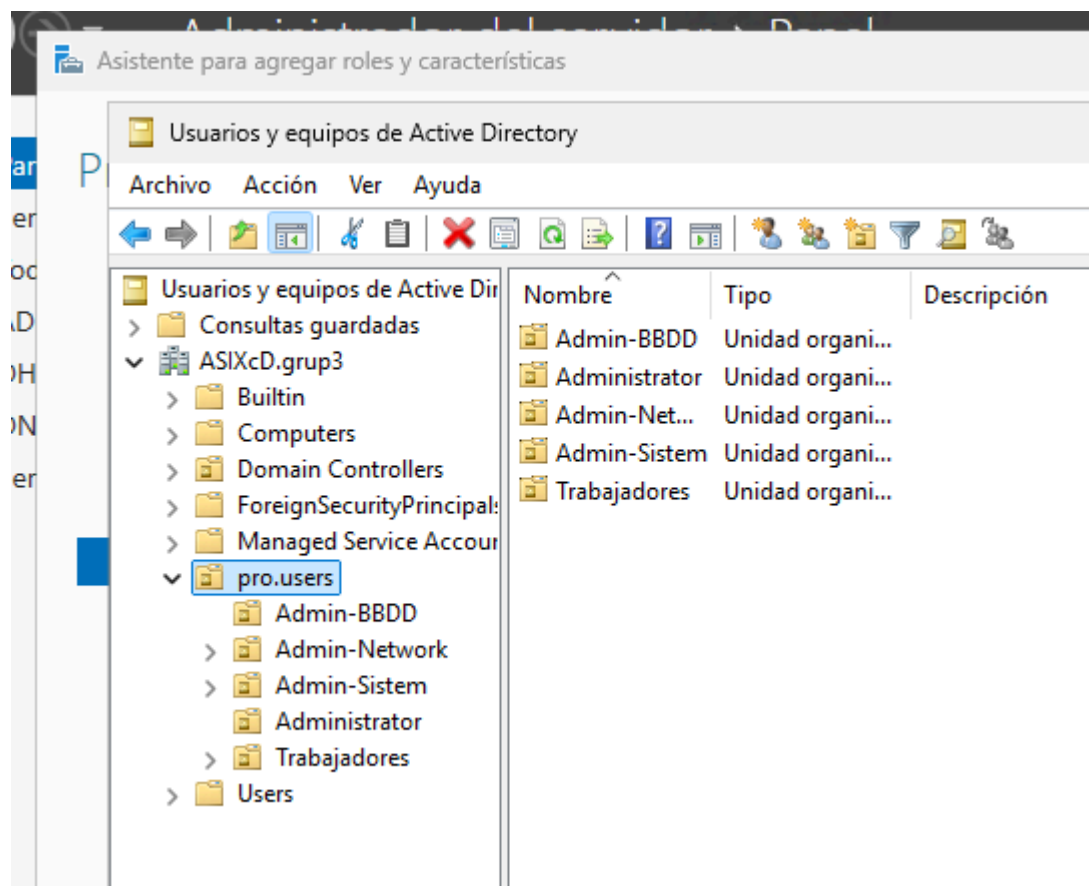 Administrador del servidor
Panel
Asistente para agregar roles y características
Usuarios y equipos de Active Directory
Archivo Acción Ver Ayuda
Usuarios y equipos de Active Dir
Consultas guardadas
ASIXcD.grup3
Builtin
Computers
Domain Controllers
ForeignSecurityPrincipals
Managed Service Accoun
pro.users
Admin-BBDD
Admin-Network
Admin-Sistem
Administrator
Trabajadores
Users
Nombre Tipo Descripción
Admin-BBDD Unidad organi...
Administrator Unidad organi...
Admin-Net... Unidad organi...
Admin-Sistem Unidad organi...
Trabajadores Unidad organi...